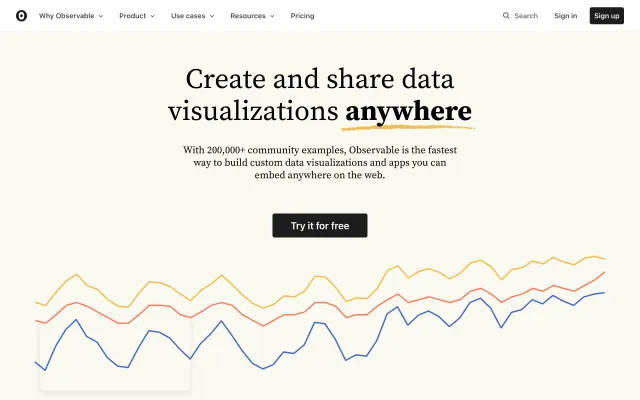 Why Observable
Product
Use cases
Resources
Pricing
Search
Sign in
Sign up
Create and share data
visualizations anywhere
With 200,000+ community examples, Observable is the fastest
way to build custom data visualizations and apps you can
embed anywhere on the web.
Try it for free